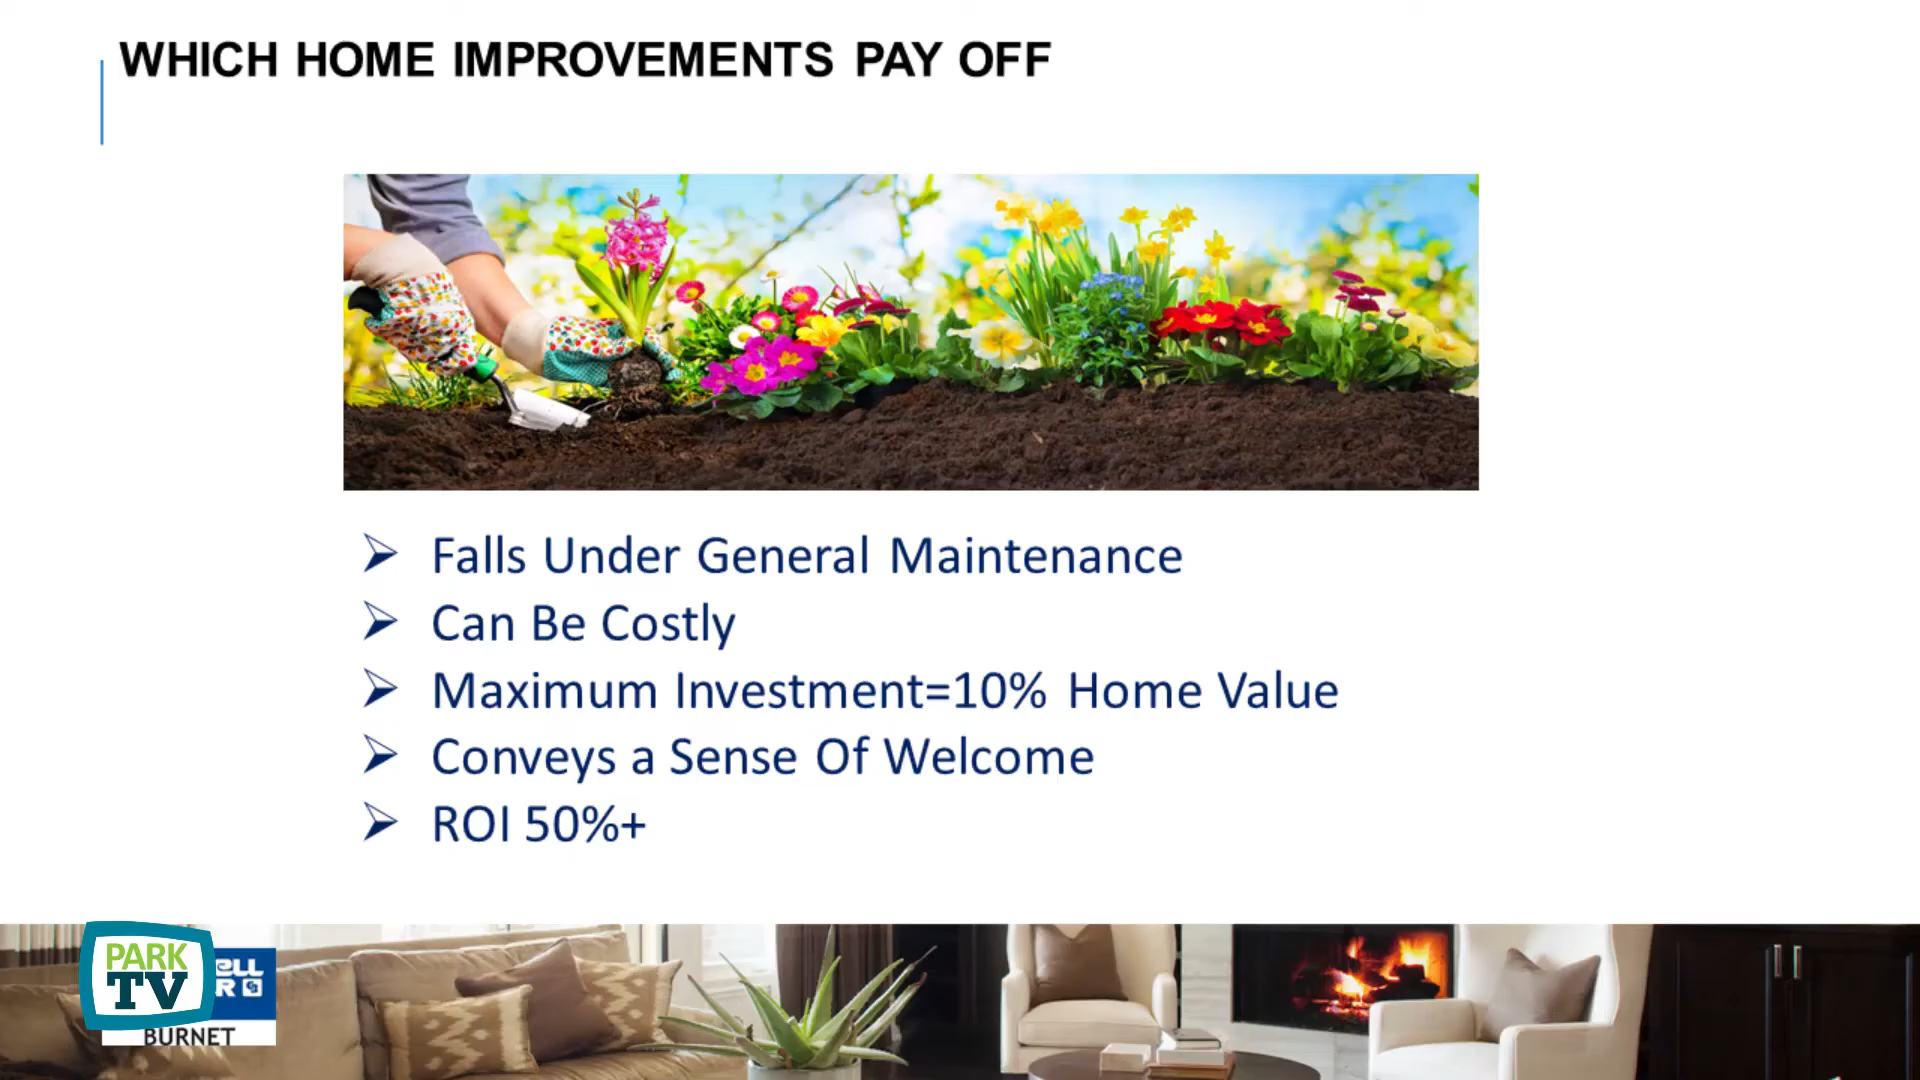 WHICH HOME IMPROVEMENTS PAY OFF
Falls Under General Maintenance
Can Be Costly
Maximum Investment=10% Home Value
Conveys a Sense Of Welcome
ROI 50%+
PARK
TV
BURNET